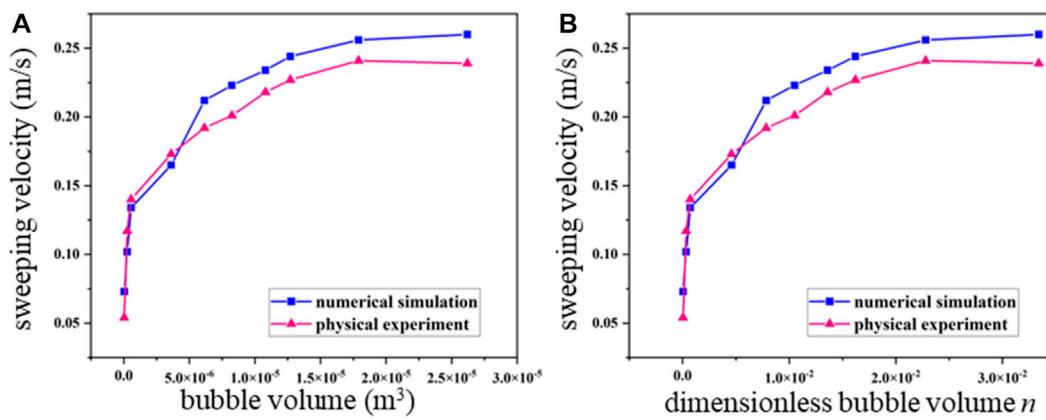 A
sweeping velocity (m/s)
0.25
0.20
0.15
0.10
0.05
numerical simulation
physical experiment
0.0 5.0×10⁻⁶ 1.0×10⁻⁵ 1.5×10⁻⁵ 2.0×10⁻⁵ 2.5×10⁻⁵ 3.0×10⁻⁵
bubble volume (m³)
B
sweeping velocity (m/s)
0.25
0.20
0.15
0.10
0.05
numerical simulation
physical experiment
0.0 1.0×10⁻² 2.0×10⁻² 3.0×10⁻²
dimensionless bubble volume n